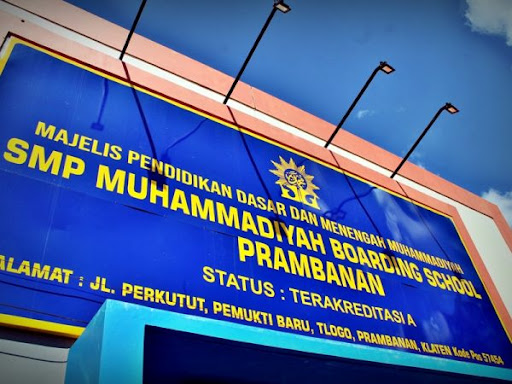 MAJELIS PENDIDIKAN DASAR DAN MENENGAH MUHAMMADIYAH
SMP MUHAMMADIYAH BOARDING SCHOOL
PRAMBANAN
STATUS : TERAKREDITASI A
ALAMAT : JL. PERKUTUT, PEMUKTI BARU, TLOGO, PRAMBANAN, KLATEN Kode Pos 57454